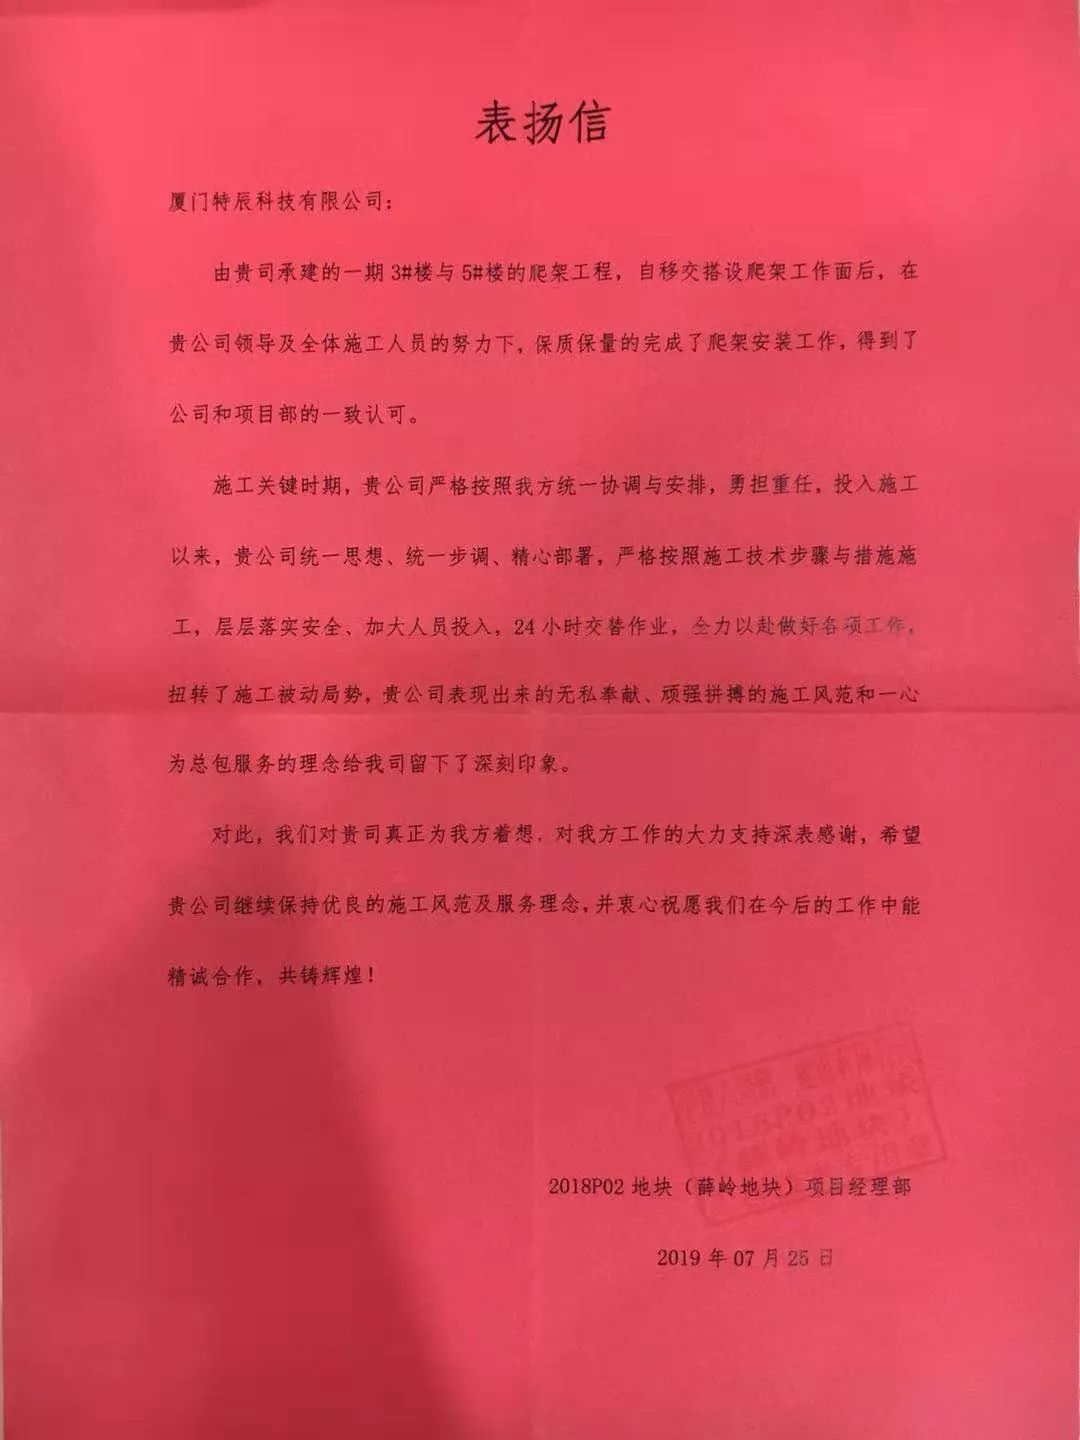 表扬信
厦门特辰科技有限公司：
由贵司承建的一期 3#楼与 5#楼的爬架工程，自移交搭设爬架工作面后，在
贵公司领导及全体施工人员的努力下，保质保量的完成了爬架安装工作，得到了
公司和项目部的一致认可。
施工关键时期，贵公司严格按照我方统一协调与安排，勇担重任，投入施工
以来，贵公司统一思想、统一步调、精心部署，严格按照施工技术步骤与措施施
工，层层落实安全、加大人员投入，24 小时交替作业，全力以赴做好各项工作，
扭转了施工被动局势，贵公司表现出来的无私奉献、顽强拼搏的施工风范和一心
为总包服务的理念给我司留下了深刻印象。
对此，我们对贵司真正为我方着想，对我方工作的大力支持深表感谢，希望
贵公司继续保持优良的施工风范及服务理念，并衷心祝愿我们在今后的工作中能
精诚合作，共铸辉煌！
2018P02地块
（薛岭地块）
专用章
2018P02 地块（薛岭地块）项目经理部
2019 年 07 月 25 日